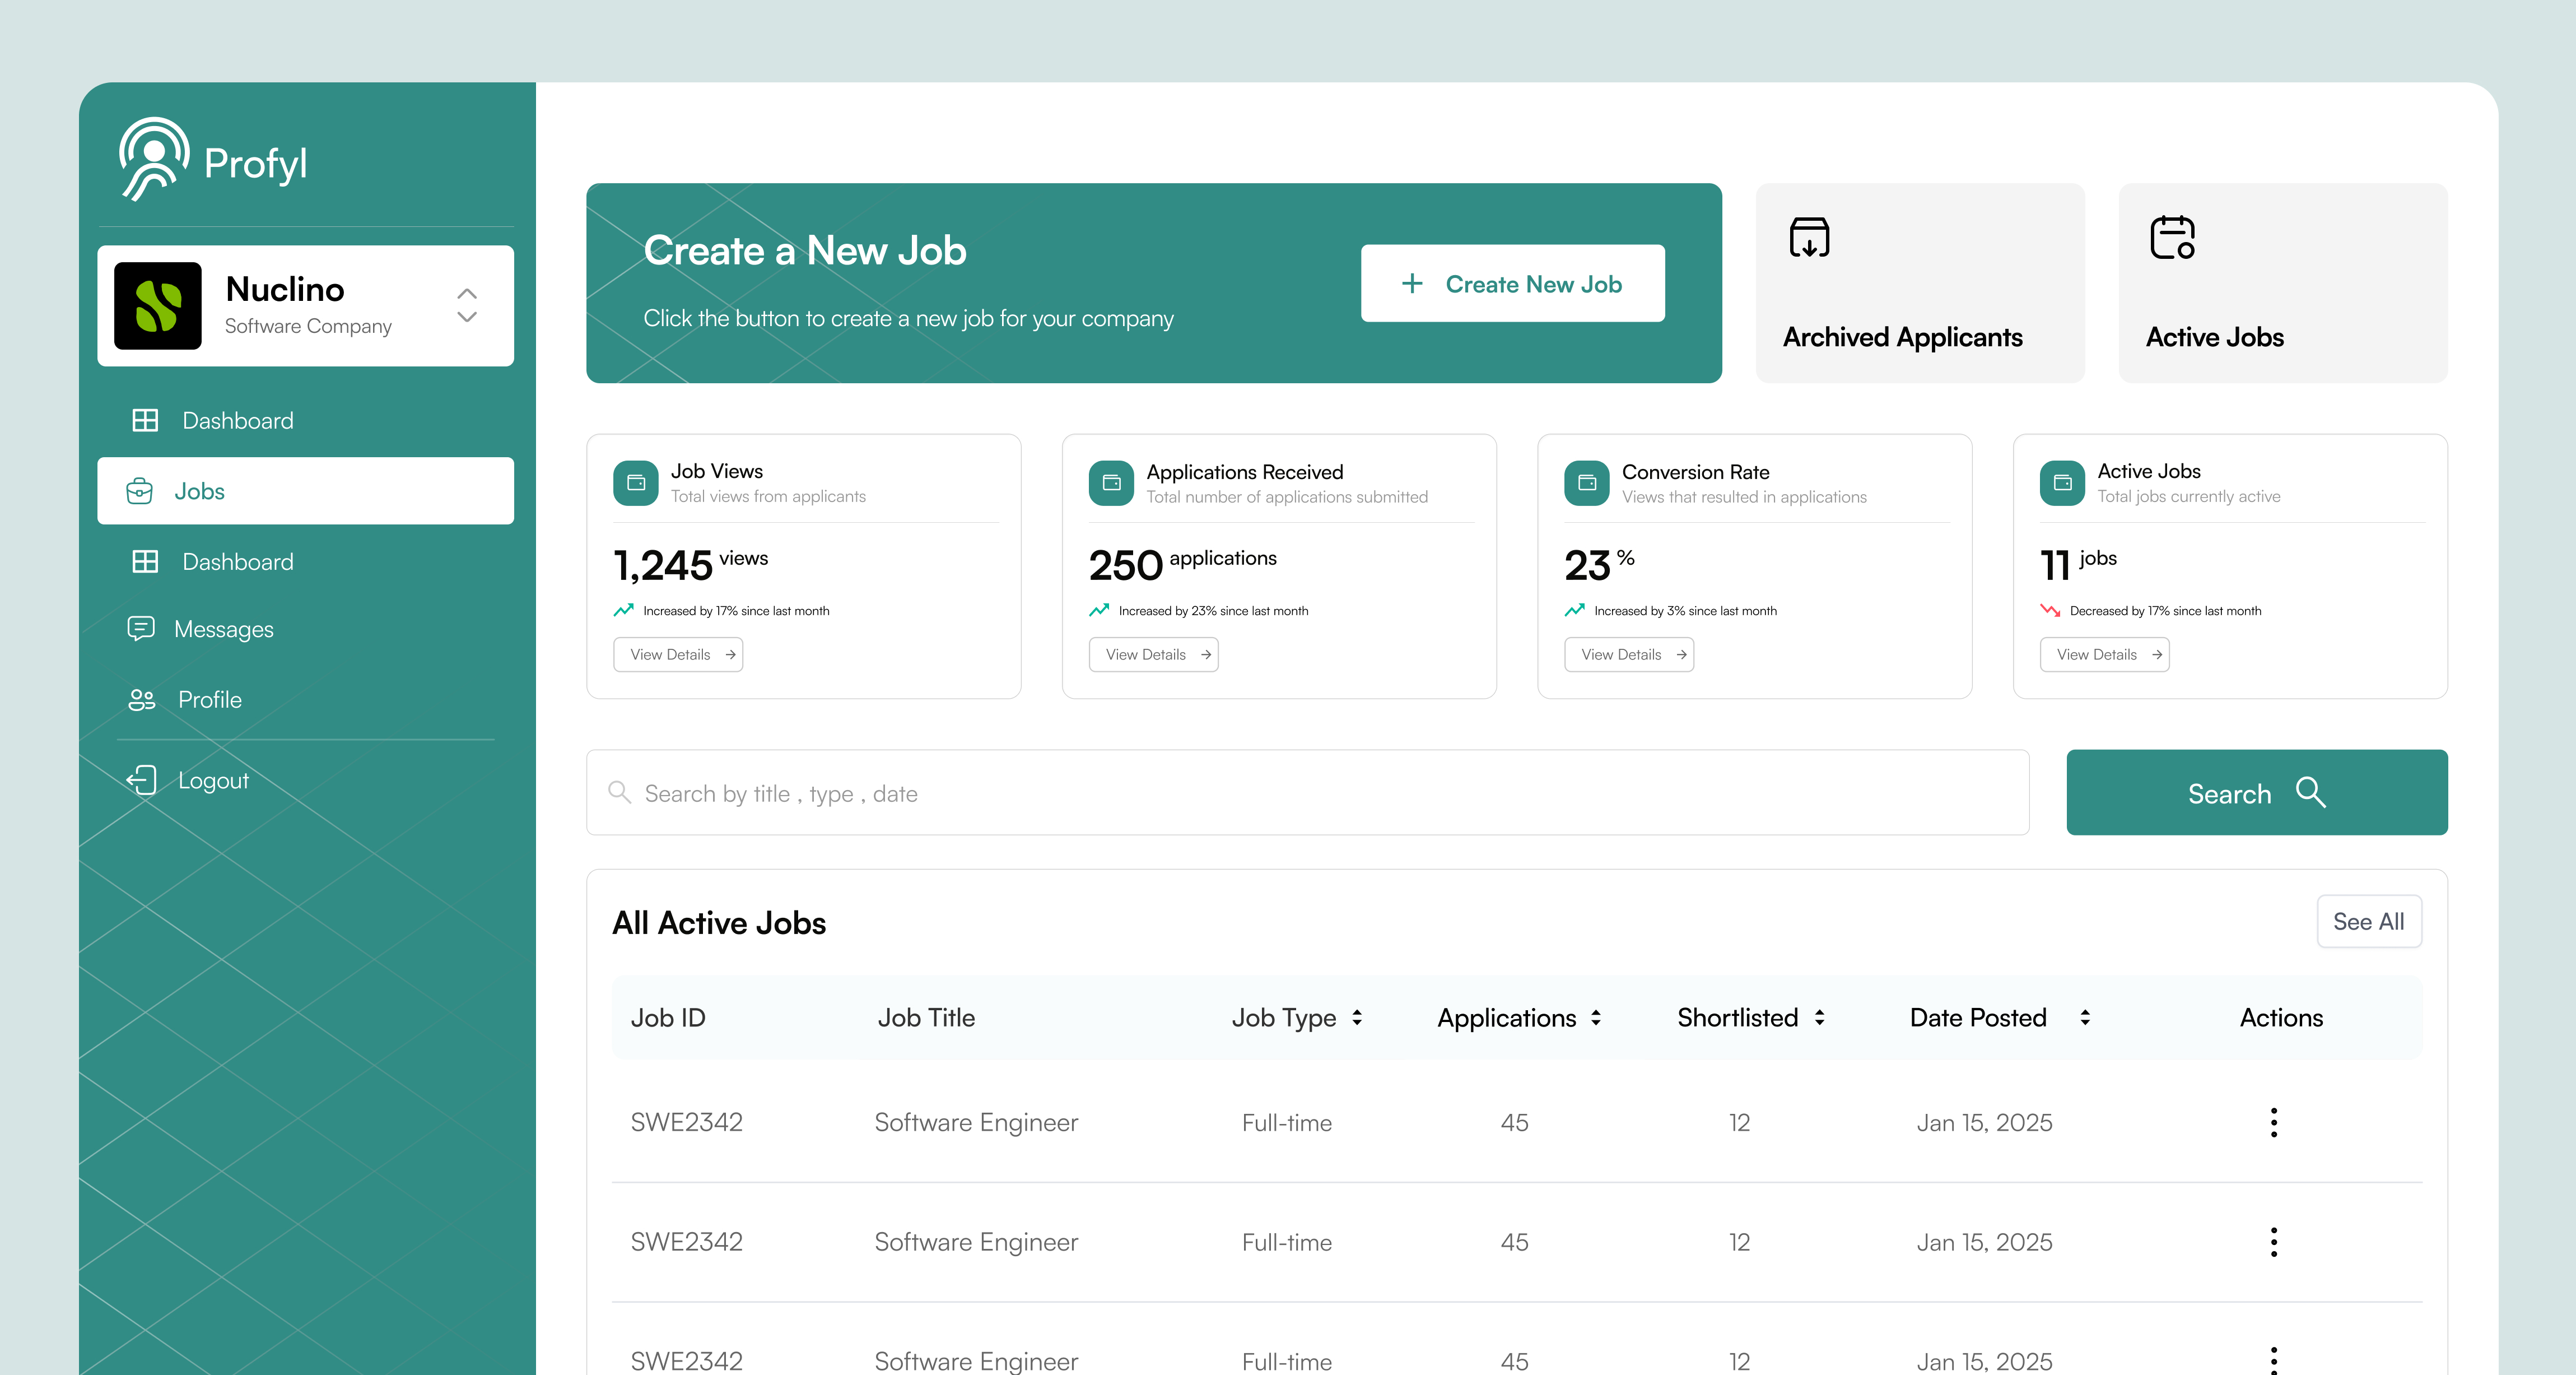 Profyl
Nuclino
Software Company
Dashboard
Jobs
Dashboard
Messages
Profile
Logout
Create a New Job
Click the button to create a new job for your company
+ Create New Job
Archived Applicants
Active Jobs
Job Views
Total views from applicants
1,245 views
Increased by 17% since last month
View Details →
Applications Received
Total number of applications submitted
250 applications
Increased by 23% since last month
View Details →
Conversion Rate
Views that resulted in applications
23 %
Increased by 3% since last month
View Details →
Active Jobs
Total jobs currently active
11 jobs
Decreased by 17% since last month
View Details →
Search by title , type , date
Search
All Active Jobs
See All
Job ID Job Title Job Type Applications Shortlisted Date Posted Actions
SWE2342 Software Engineer Full-time 45 12 Jan 15, 2025
SWE2342 Software Engineer Full-time 45 12 Jan 15, 2025
SWE2342 Software Engineer Full-time 45 12 Jan 15, 2025